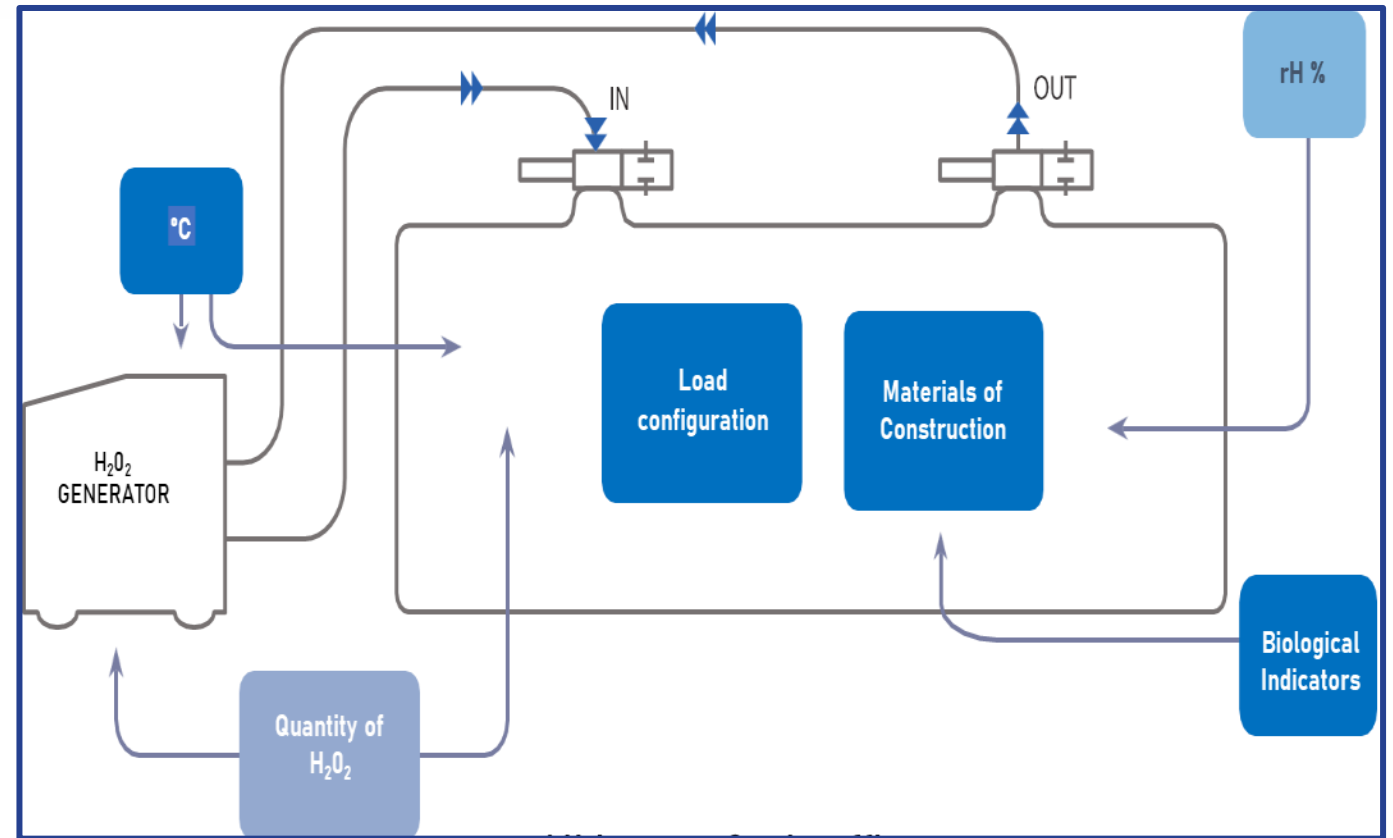 IN
OUT
rH %
°C
Load
configuration
Materials of
Construction
H₂O₂
GENERATOR
Biological
Indicators
Quantity of
H₂O₂